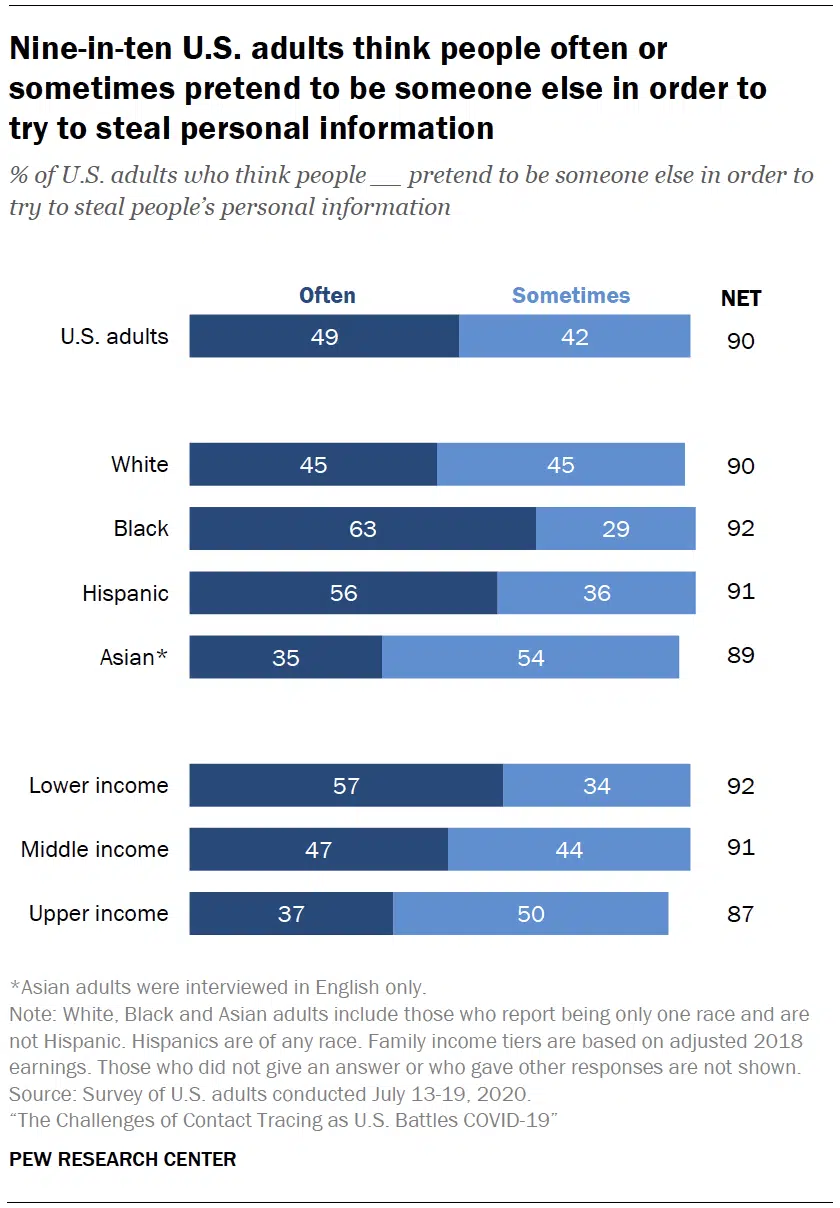 Nine-in-ten U.S. adults think people often or
sometimes pretend to be someone else in order to
try to steal personal information
% of U.S. adults who think people __ pretend to be someone else in order to
try to steal people’s personal information
Often Sometimes NET
U.S. adults 49 42 90
White 45 45 90
Black 63 29 92
Hispanic 56 36 91
Asian* 35 54 89
Lower income 57 34 92
Middle income 47 44 91
Upper income 37 50 87
*Asian adults were interviewed in English only.
Note: White, Black and Asian adults include those who report being only one race and are
not Hispanic. Hispanics are of any race. Family income tiers are based on adjusted 2018
earnings. Those who did not give an answer or who gave other responses are not shown.
Source: Survey of U.S. adults conducted July 13-19, 2020.
“The Challenges of Contact Tracing as U.S. Battles COVID-19”
PEW RESEARCH CENTER